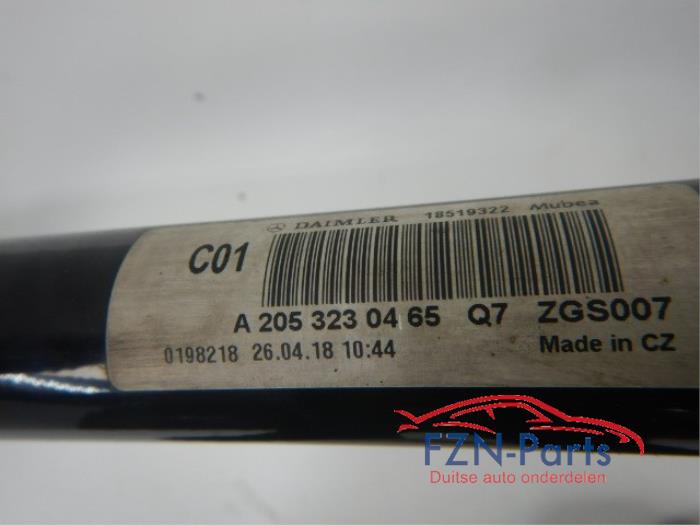 DAIMLER 18519322 Mubea
C01
A 205 323 04 65 Q7 ZGS007
0198218 26.04.18 10:44 Made in CZ
FZN-Parts
Duitse auto onderdelen